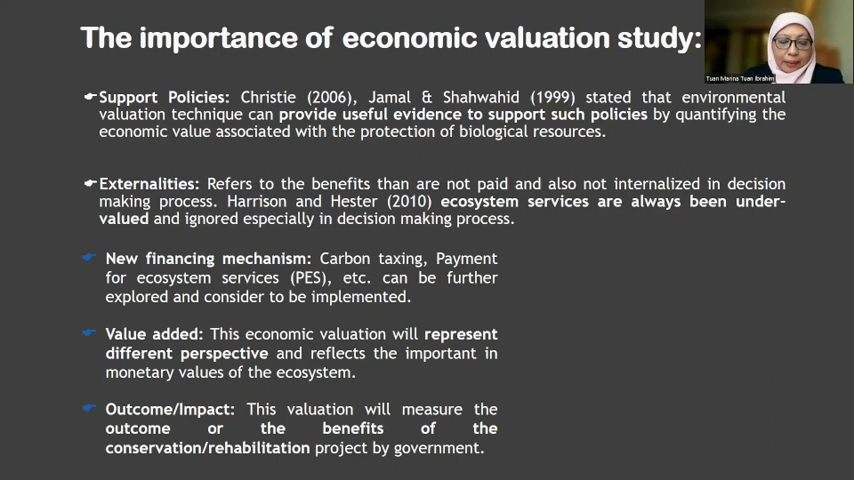 The importance of economic valuation study:
Tuan Marina Tuan Ibrahim
Support Policies: Christie (2006), Jamal & Shahwahid (1999) stated that environmental
valuation technique can provide useful evidence to support such policies by quantifying the
economic value associated with the protection of biological resources.
Externalities: Refers to the benefits than are not paid and also not internalized in decision
making process. Harrison and Hester (2010) ecosystem services are always been under-
valued and ignored especially in decision making process.
New financing mechanism: Carbon taxing, Payment
for ecosystem services (PES), etc. can be further
explored and consider to be implemented.
Value added: This economic valuation will represent
different perspective and reflects the important in
monetary values of the ecosystem.
Outcome/Impact: This valuation will measure the
outcome or the benefits of the
conservation/rehabilitation project by government.